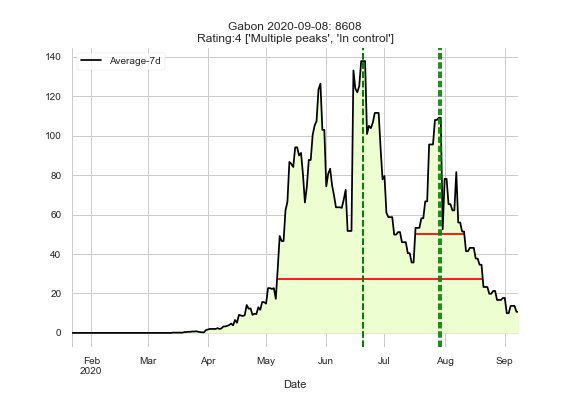 Gabon 2020-09-08: 8608
Rating:4 ['Multiple peaks', 'In control']
Average-7d
140
120
100
80
60
40
20
0
Feb Mar Apr May Jun Jul Aug Sep
2020
Date